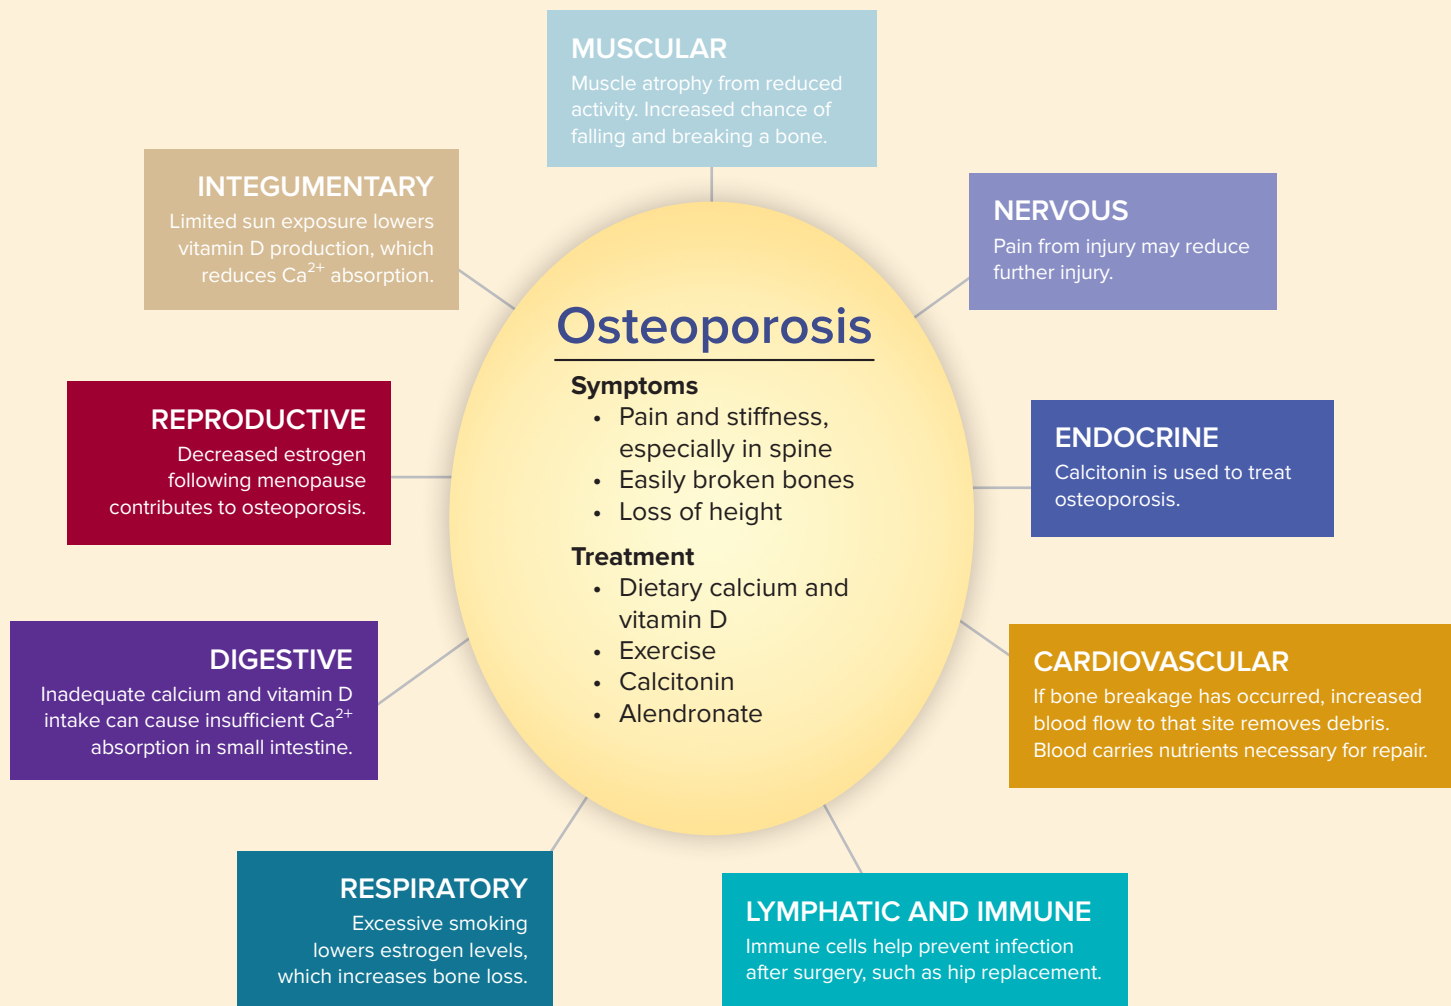 MUSCULAR
Muscle atrophy from reduced
activity. Increased chance of
falling and breaking a bone.
INTEGUMENTARY
Limited sun exposure lowers
vitamin D production, which
reduces Ca²⁺ absorption.
NERVOUS
Pain from injury may reduce
further injury.
Osteoporosis
Symptoms
• Pain and stiffness,
especially in spine
• Easily broken bones
• Loss of height
Treatment
• Dietary calcium and
vitamin D
• Exercise
• Calcitonin
• Alendronate
REPRODUCTIVE
Decreased estrogen
following menopause
contributes to osteoporosis.
ENDOCRINE
Calcitonin is used to treat
osteoporosis.
DIGESTIVE
Inadequate calcium and vitamin D
intake can cause insufficient Ca²⁺
absorption in small intestine.
CARDIOVASCULAR
If bone breakage has occurred, increased
blood flow to that site removes debris.
Blood carries nutrients necessary for repair.
RESPIRATORY
Excessive smoking
lowers estrogen levels,
which increases bone loss.
LYMPHATIC AND IMMUNE
Immune cells help prevent infection
after surgery, such as hip replacement.